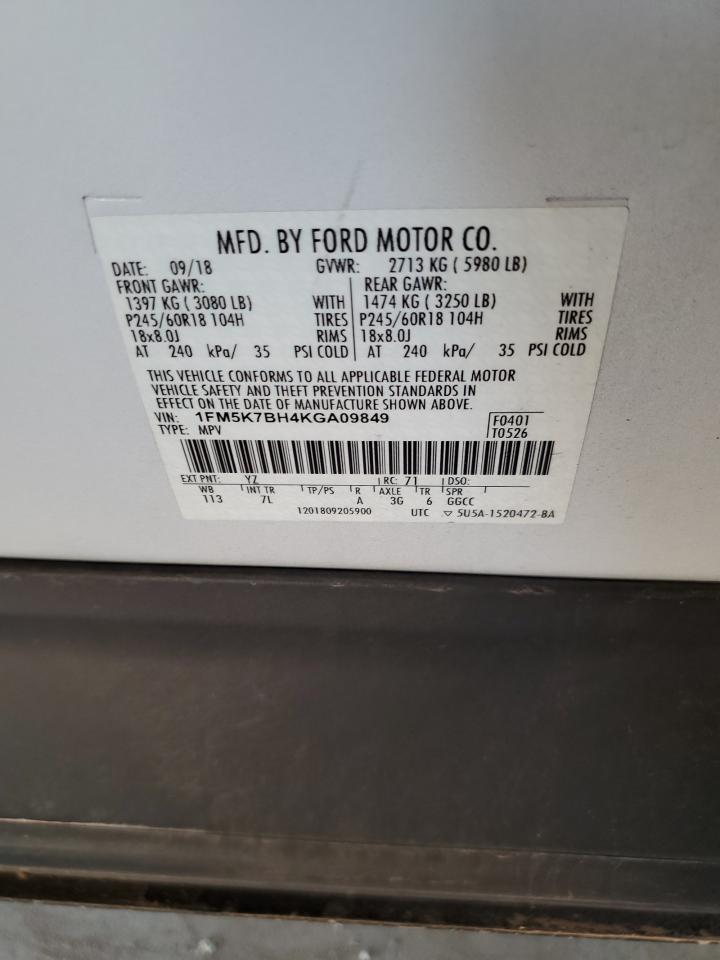 MFD. BY FORD MOTOR CO.
DATE: 09/18 GVWR: 2713 KG ( 5980 LB)
FRONT GAWR: REAR GAWR:
1397 KG ( 3080 LB) WITH 1474 KG ( 3250 LB) WITH
P245/60R18 104H TIRES P245/60R18 104H TIRES
18x8.0J RIMS 18x8.0J RIMS
AT 240 kPa/ 35 PSI COLD AT 240 kPa/ 35 PSI COLD
THIS VEHICLE CONFORMS TO ALL APPLICABLE FEDERAL MOTOR
VEHICLE SAFETY AND THEFT PREVENTION STANDARDS IN
EFFECT ON THE DATE OF MANUFACTURE SHOWN ABOVE.
VIN: 1FM5K7BH4KGA09849 F0401
TYPE: MPV T0526
EXT PNT: YZ RC: 71 DSO:
WB INT TR TP/PS R AXLE TR SPR
113 7L A 3G 6 GGCC
1201809205900 UTC ▽ 5U5A-1520472-BA